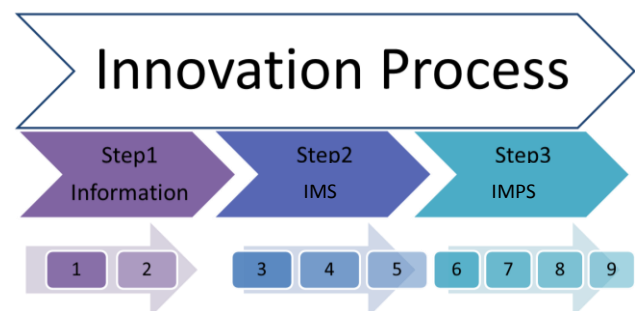 Innovation Process
Step1
Information
Step2
IMS
Step3
IMPS
1 2 3 4 5 6 7 8 9